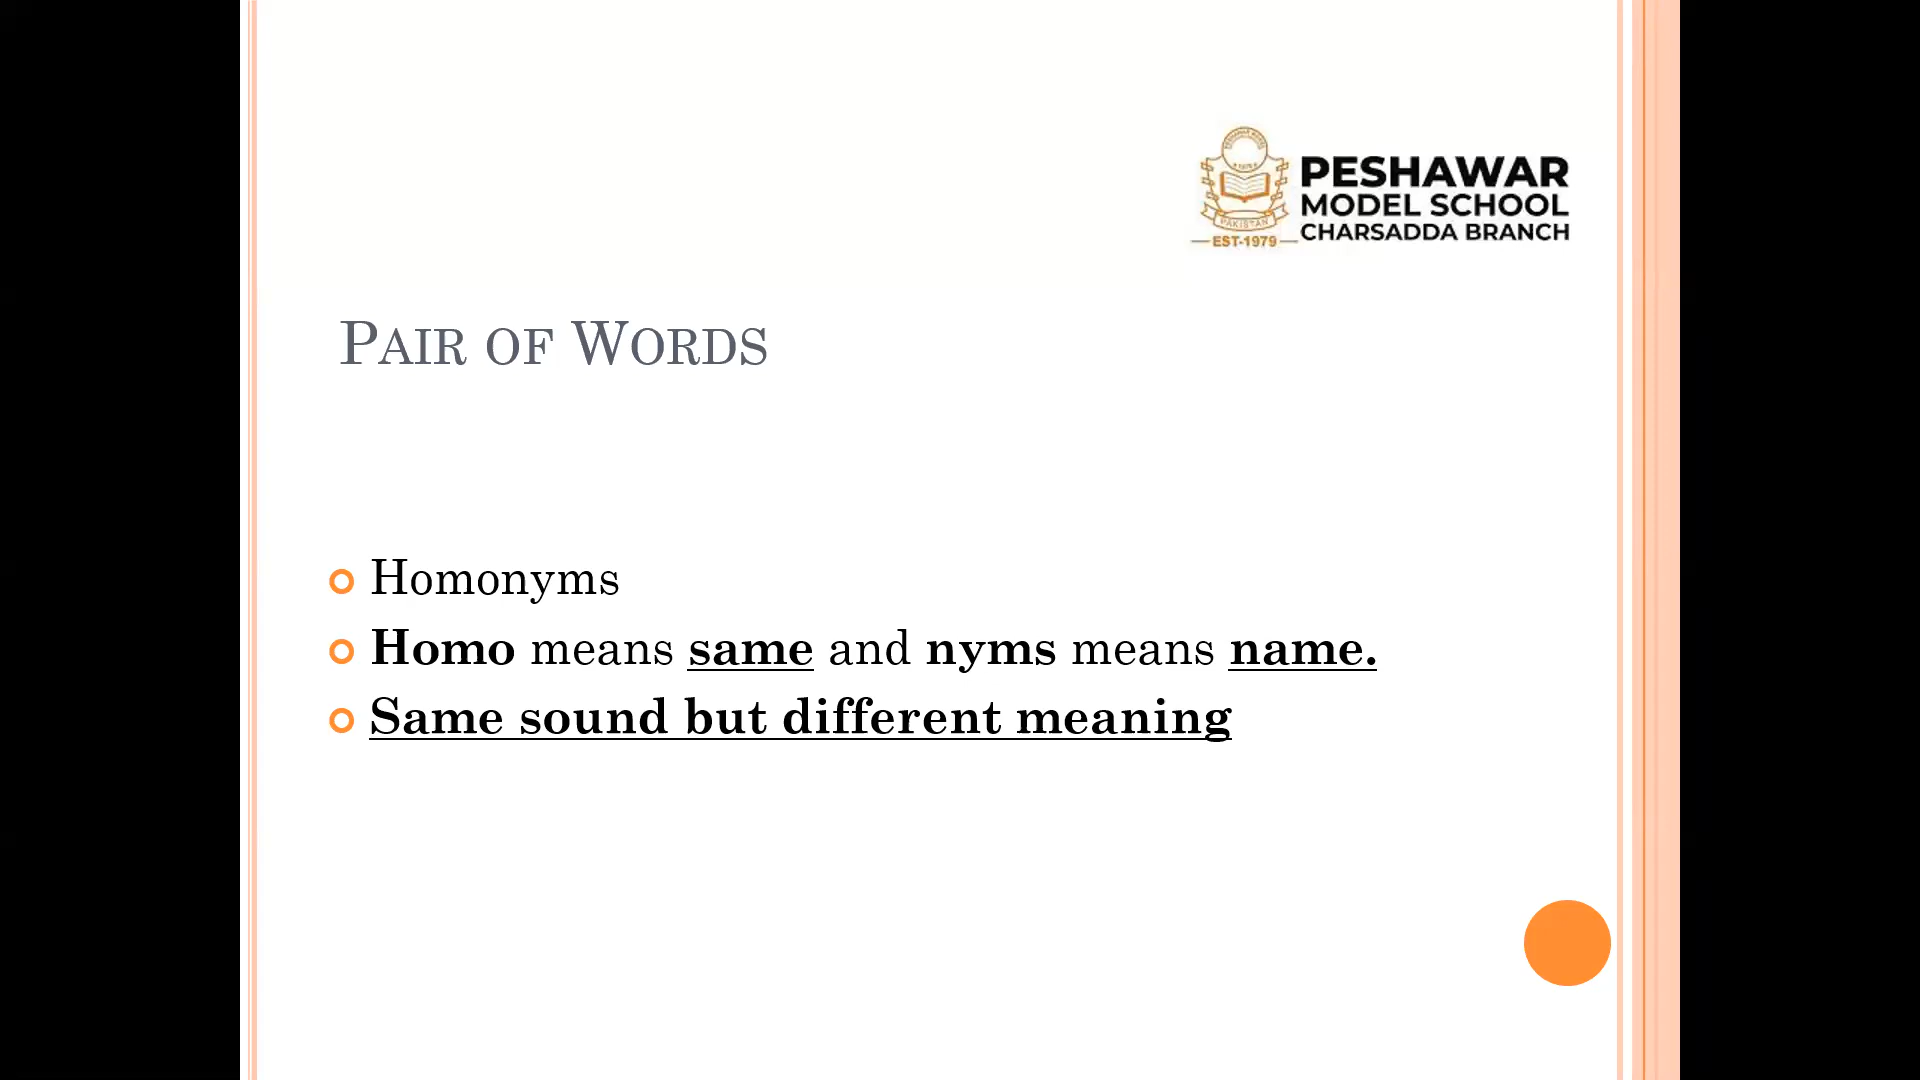 PESHAWAR
MODEL SCHOOL
CHARSADDA BRANCH
PAKISTAN
EST-1979
PAIR OF WORDS
Homonyms
Homo means same and nyms means name.
Same sound but different meaning